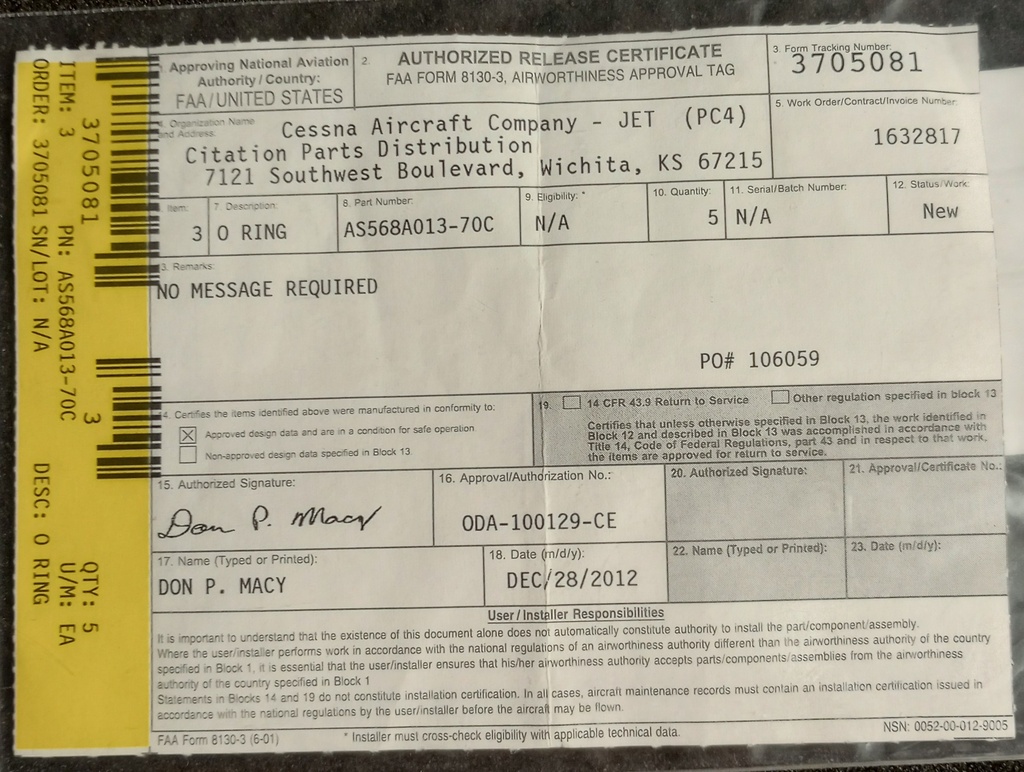 ORDER: 3705081 SN/LOT: N/A DESC: O RING
ITEM: 3 PN: AS568A013-70C U/M: EA
3705081 3 QTY: 5
1. Approving National Aviation
Authority / Country:
FAA/UNITED STATES
2. AUTHORIZED RELEASE CERTIFICATE
FAA FORM 8130-3, AIRWORTHINESS APPROVAL TAG
3. Form Tracking Number:
3705081
4. Organization Name
and Address:
Cessna Aircraft Company - JET (PC4)
Citation Parts Distribution
7121 Southwest Boulevard, Wichita, KS 67215
5. Work Order/Contract/Invoice Number:
1632817
6. Item:
3
7. Description:
O RING
8. Part Number:
AS568A013-70C
9. Eligibility: *
N/A
10. Quantity:
5
11. Serial/Batch Number:
N/A
12. Status/Work:
New
13. Remarks:
NO MESSAGE REQUIRED
PO# 106059
14. Certifies the items identified above were manufactured in conformity to:
Approved design data and are in a condition for safe operation
Non-approved design data specified in Block 13
19. 14 CFR 43.9 Return to Service Other regulation specified in block 13
Certifies that unless otherwise specified in Block 13, the work identified in
Block 12 and described in Block 13 was accomplished in accordance with
Title 14, Code of Federal Regulations, part 43 and in respect to that work,
the items are approved for return to service.
15. Authorized Signature:
Don P. Macy
16. Approval/Authorization No.:
ODA-100129-CE
20. Authorized Signature:
21. Approval/Certificate No.:
17. Name (Typed or Printed):
DON P. MACY
18. Date (m/d/y):
DEC/28/2012
22. Name (Typed or Printed):
23. Date (m/d/y):
User/Installer Responsibilities
It is important to understand that the existence of this document alone does not automatically constitute authority to install the part/component/assembly.
Where the user/installer performs work in accordance with the national regulations of an airworthiness authority different than the airworthiness authority of the country
specified in Block 1, it is essential that the user/installer ensures that his/her airworthiness authority accepts parts/components/assemblies from the airworthiness
authority of the country specified in Block 1
Statements in Blocks 14 and 19 do not constitute installation certification. In all cases, aircraft maintenance records must contain an installation certification issued in
accordance with the national regulations by the user/installer before the aircraft may be flown.
FAA Form 8130-3 (6-01)
* Installer must cross-check eligibility with applicable technical data.
NSN: 0052-00-012-9005